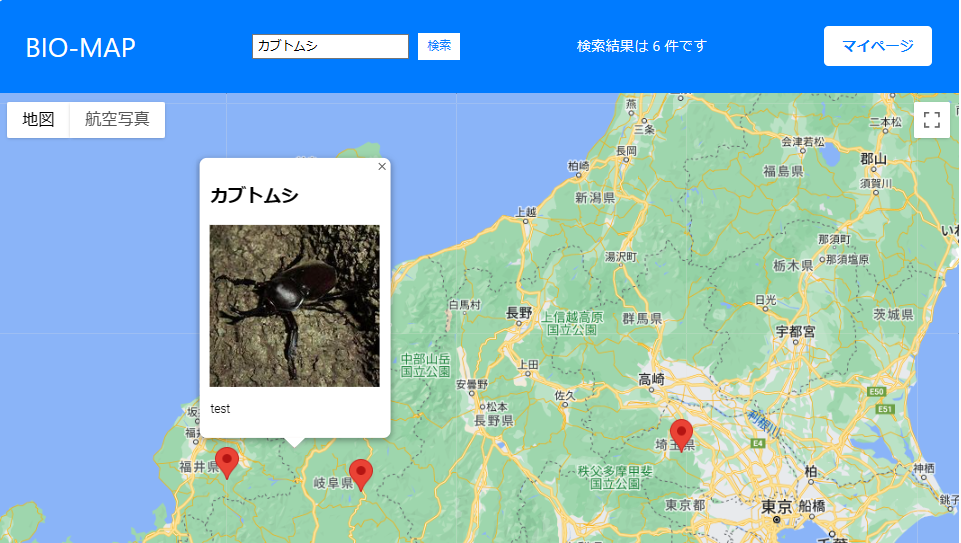 BIO-MAP
カブトムシ
検索
検索結果は 6 件です
マイページ
地図
航空写真
カブトムシ
test
燕
三条
長岡
柏崎
上越
新潟県
会津若松
二本松
郡山
福島県
須賀川
那須町
那須塩原
栃木県
湯沢町
白馬村
長野
上信越高原
国立公園
群馬県
日光
宇都宮
茨城県
中部山岳
国立公園
上田
安曇野
松本
佐久
長野県
高崎
利根川
E50
E51
E4
埼玉県
秩父多摩甲斐
国立公園
東京都
東京
柏
船橋
神栖
福井県
岐阜県